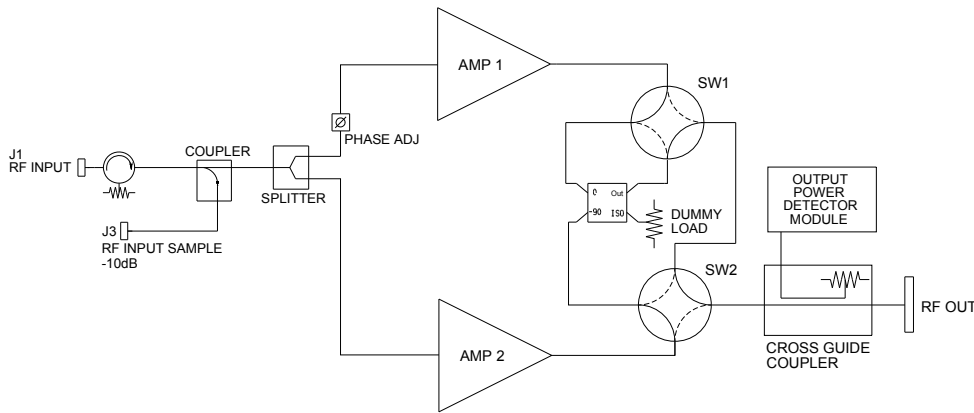 AMP 1
SW1
PHASE ADJ
J1
RF INPUT
COUPLER
SPLITTER
0 Out
-90 ISO
DUMMY
LOAD
OUTPUT
POWER
DETECTOR
MODULE
J3
RF INPUT SAMPLE
-10dB
SW2
RF OUT
AMP 2
CROSS GUIDE
COUPLER